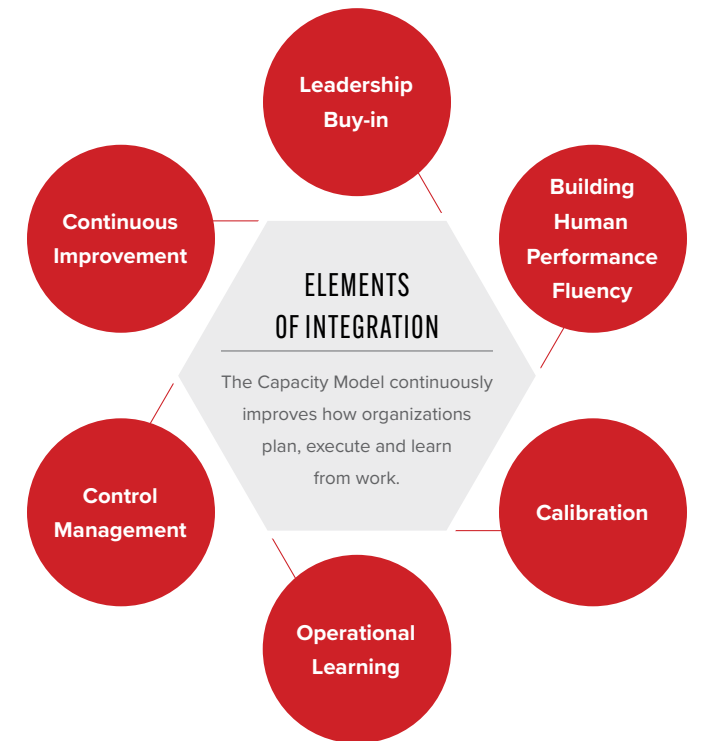 Leadership
Buy-in
Building
Human
Performance
Fluency
Continuous
Improvement
ELEMENTS
OF INTEGRATION
The Capacity Model continuously
improves how organizations
plan, execute and learn
from work.
Control
Management
Calibration
Operational
Learning